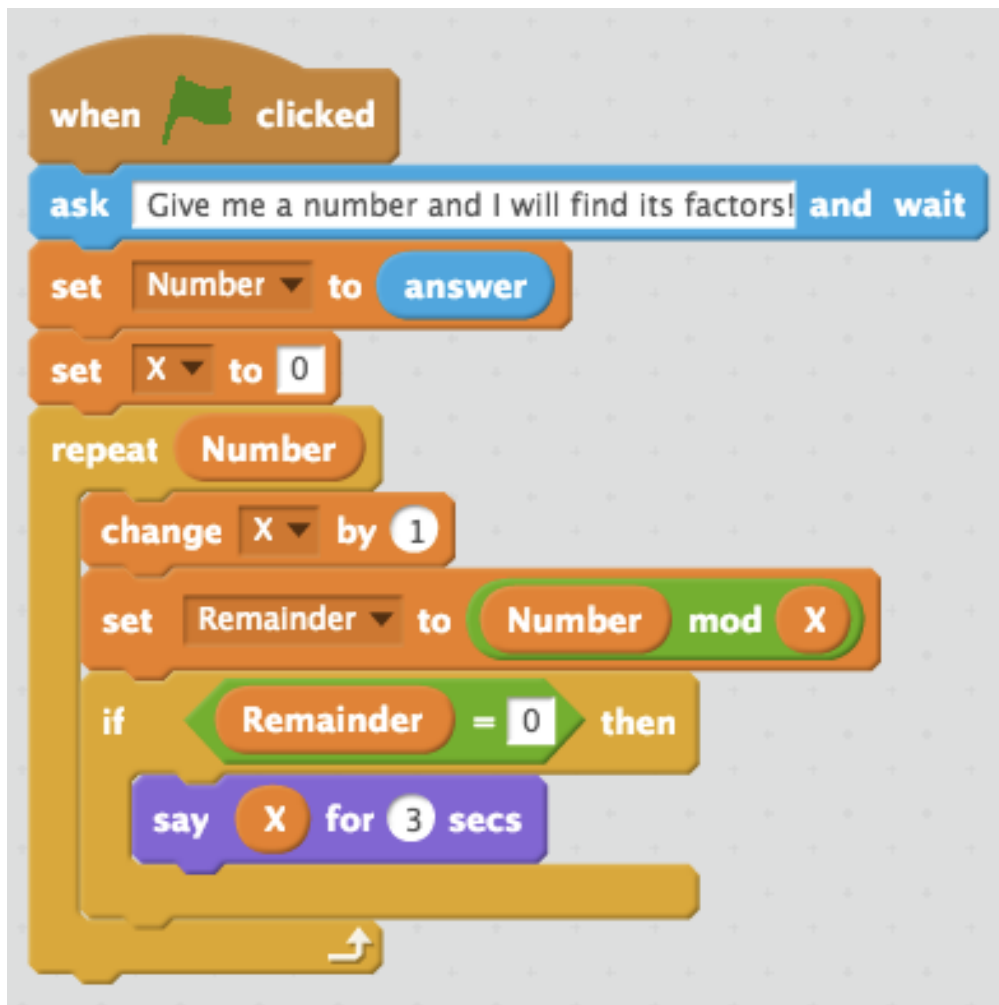 when clicked
ask Give me a number and I will find its factors! and wait
set Number to answer
set X to 0
repeat Number
change X by 1
set Remainder to Number mod X
if Remainder = 0 then
say X for 3 secs